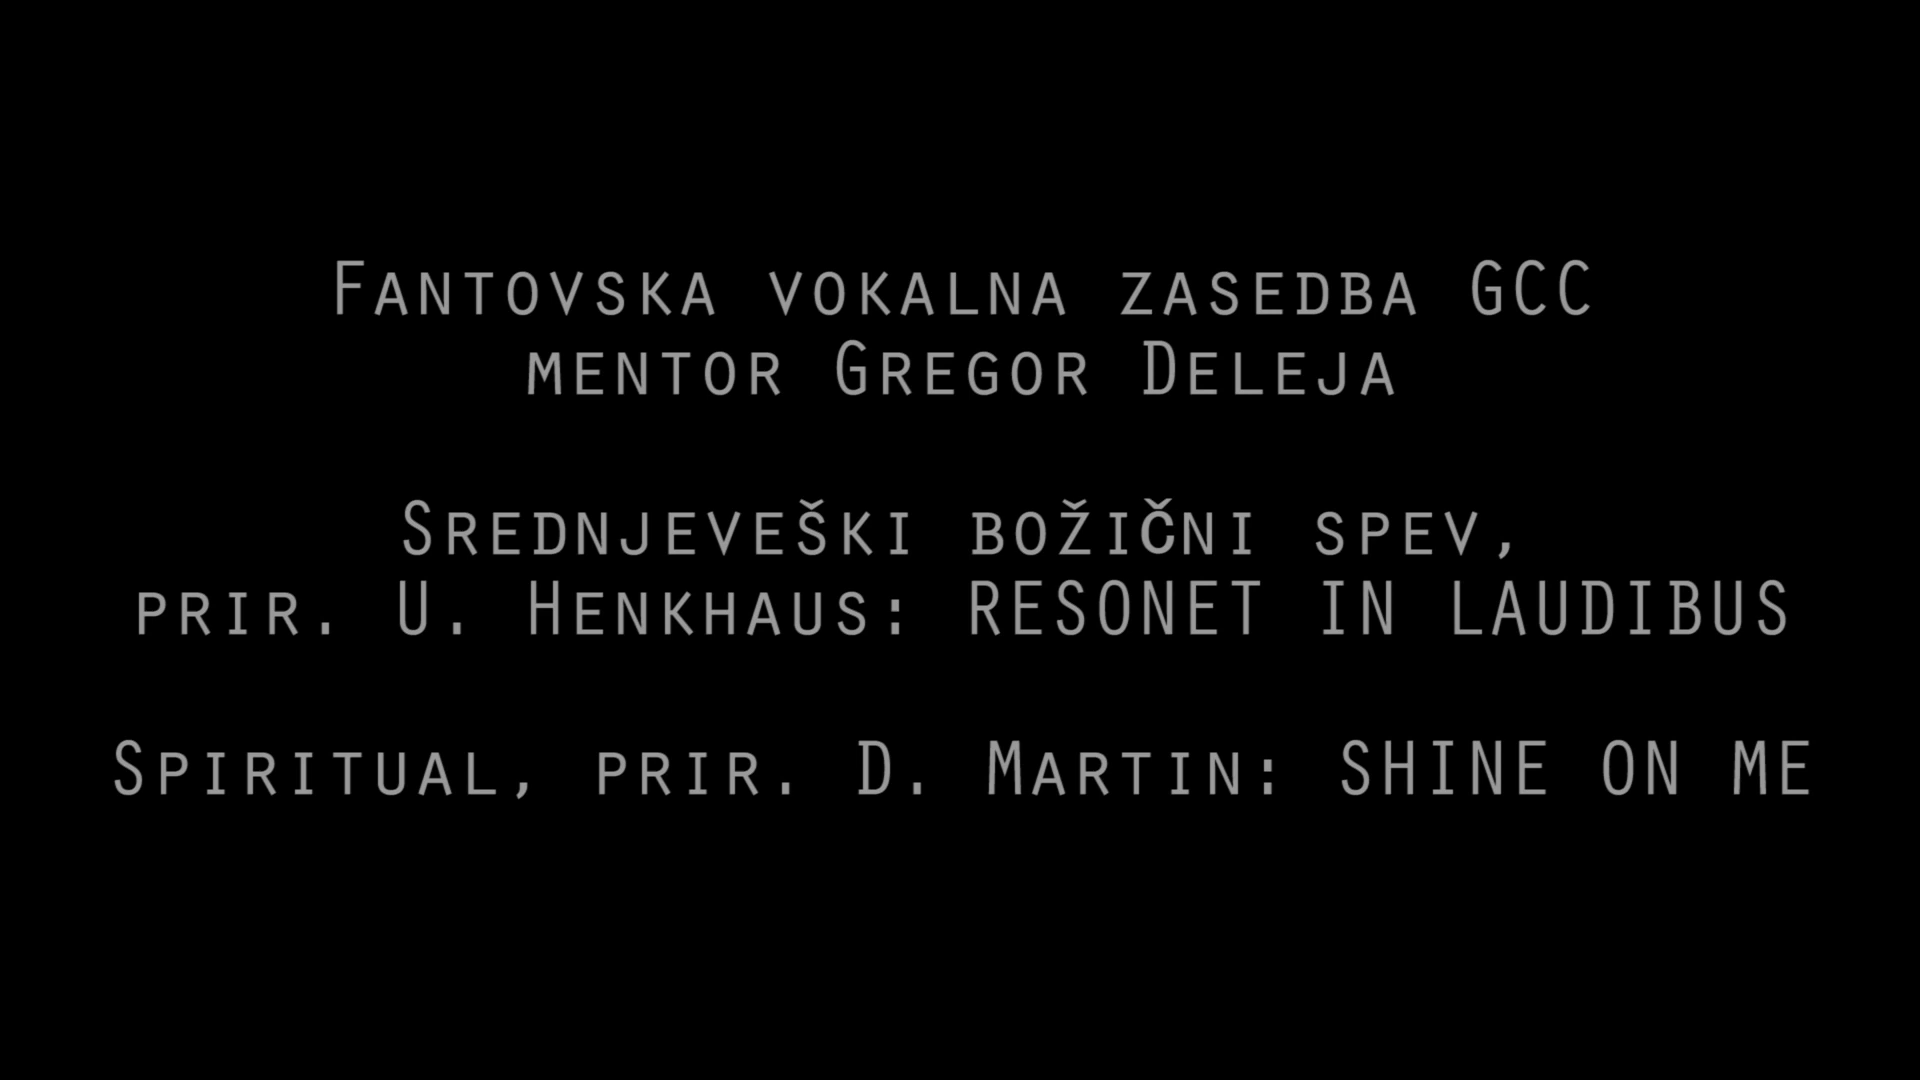 Fantovska vokalna zasedba GCC
mentor Gregor Deleja
Srednjeveški božični spev,
prir. U. Henkhaus: RESONET IN LAUDIBUS
Spiritual, prir. D. Martin: SHINE ON ME